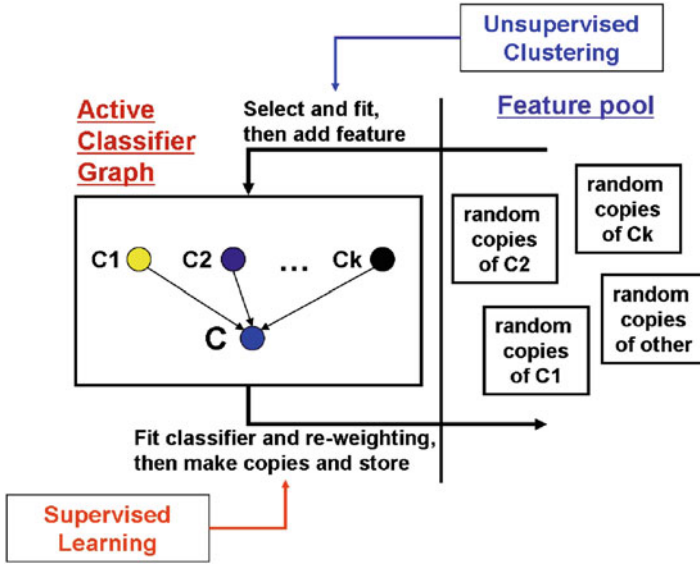 Unsupervised
Clustering
Active
Classifier
Graph
Select and fit,
then add feature
Feature pool
C1
C2
...
Ck
C
random
copies
of C2
random
copies
of Ck
random
copies
of C1
random
copies
of other
Fit classifier and re-weighting,
then make copies and store
Supervised
Learning